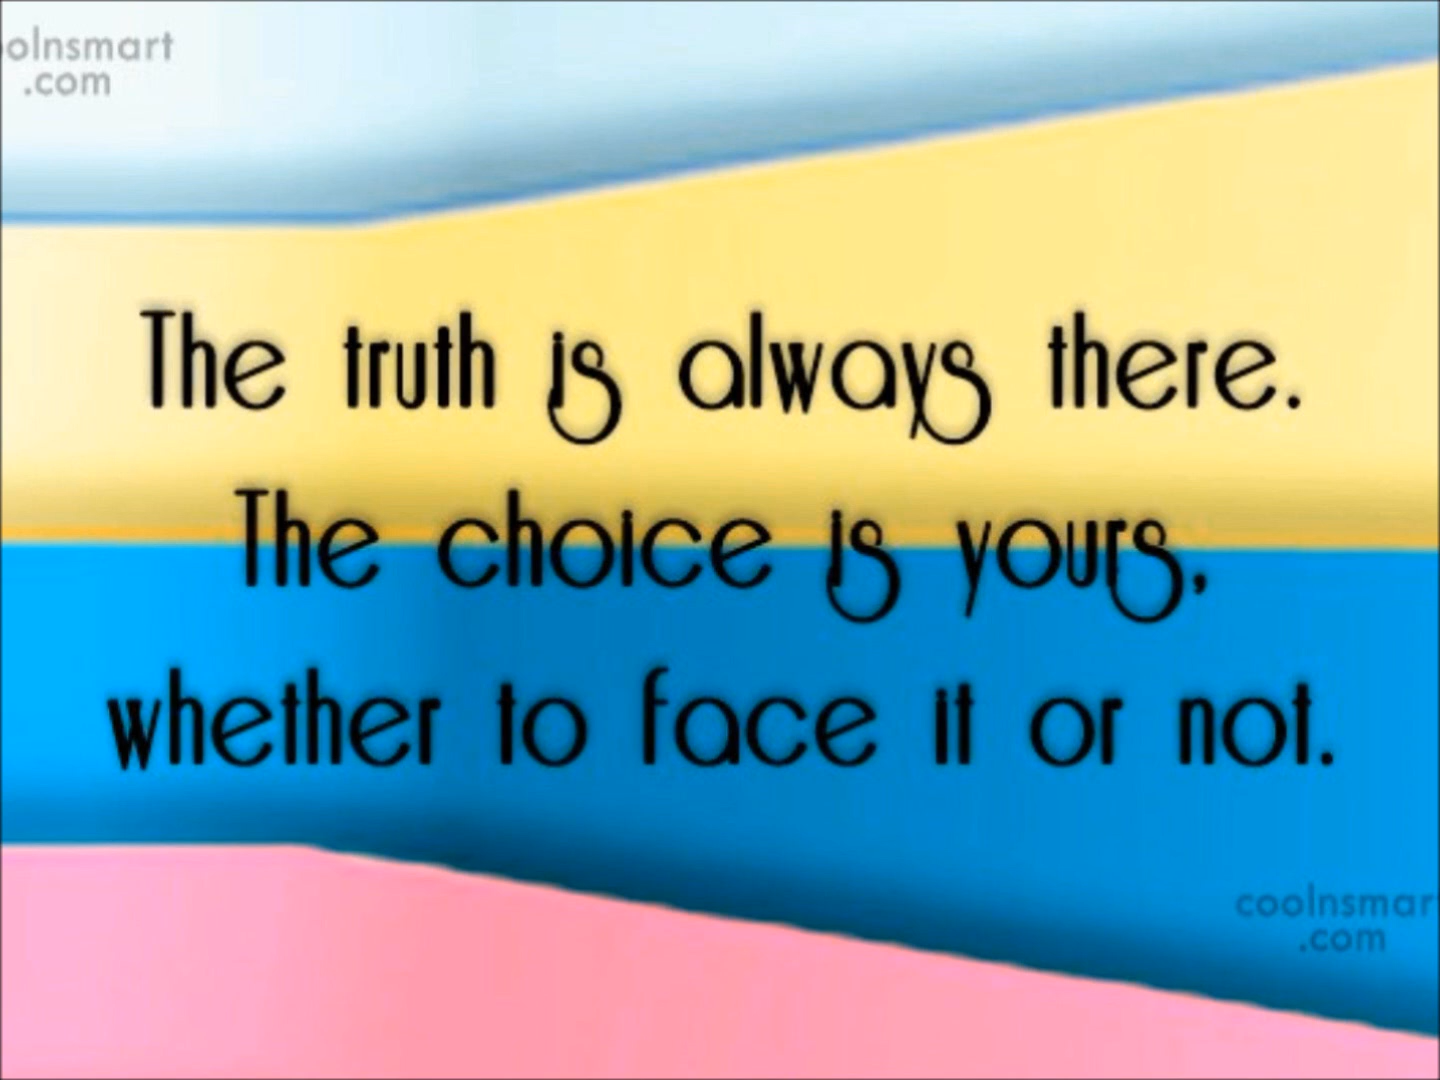 olnsmart
.com
The truth is always there.
The choice is yours,
whether to face it or not.
coolnsmar
.com